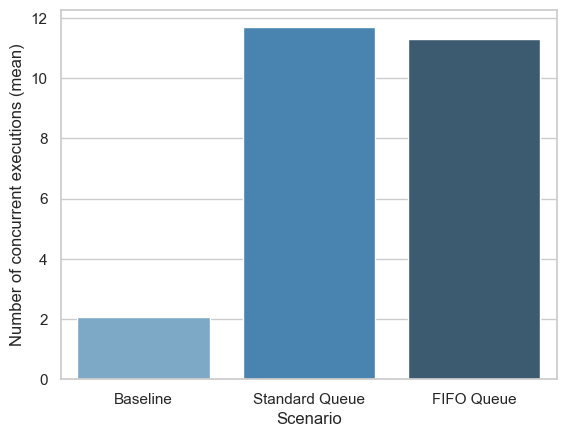 Number of concurrent executions (mean)
12
10
8
6
4
2
0
Baseline
Standard Queue
FIFO Queue
Scenario